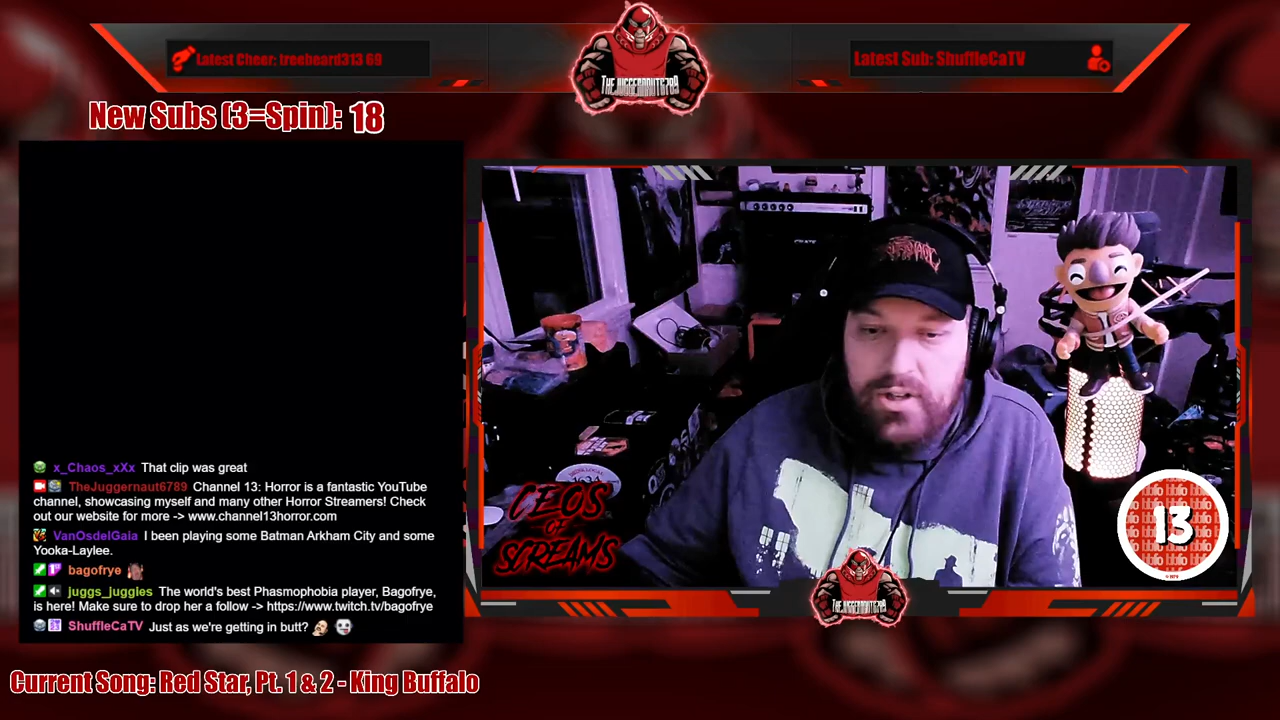 Latest Cheer: treebeard313 69
THEJUGGERNAUT6789
Latest Sub: ShuffleCaTV
New Subs (3=Spin): 18
x_Chaos_xXx That clip was great
TheJuggernaut6789 Channel 13: Horror is a fantastic YouTube
channel, showcasing myself and many other Horror Streamers! Check
out our website for more -> www.channel13horror.com
VanOsdelGaia I been playing some Batman Arkham City and some
Yooka-Laylee.
bagofrye
juggs_juggles The world's best Phasmophobia player, Bagofrye,
is here! Make sure to drop her a follow -> https://www.twitch.tv/bagofrye
ShuffleCaTV Just as we're getting in butt?
CEOS
OF
SCREAMS
13
THEJUGGERNAUT6789
Current Song: Red Star, Pt. 1 & 2 - King Buffalo